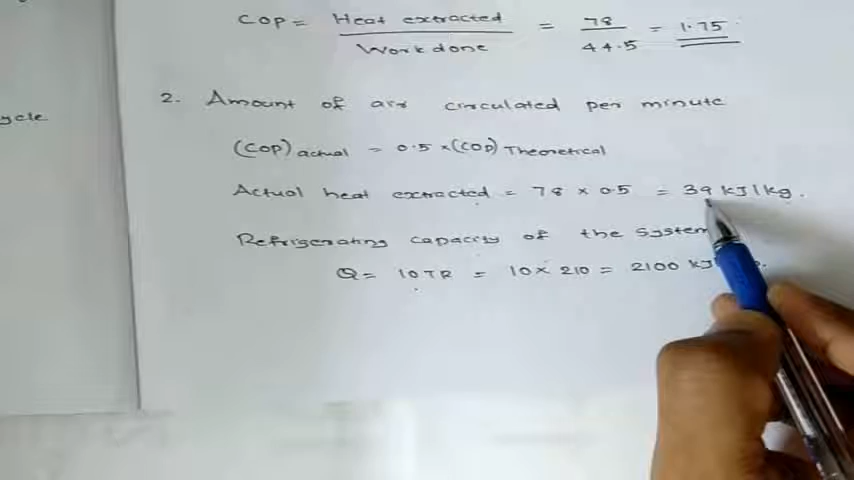 COP = Heat extracted / Work done = 78 / 44.5 = 1.75
ycle
2. Amount of air circulated per minute
(COP) actual = 0.5 × (COP) Theoretical
Actual heat extracted = 78 × 0.5 = 39 kJ/kg.
Refrigerating capacity of the system
Q = 10TR = 10 × 210 = 2100 kJ